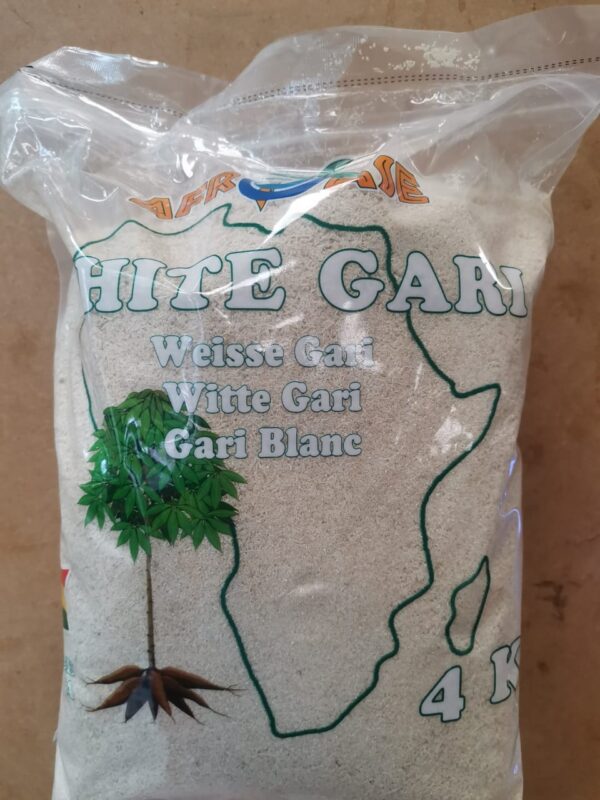 HITE GARI
Weisse Gari
Witte Gari
Gari Blanc
4 K